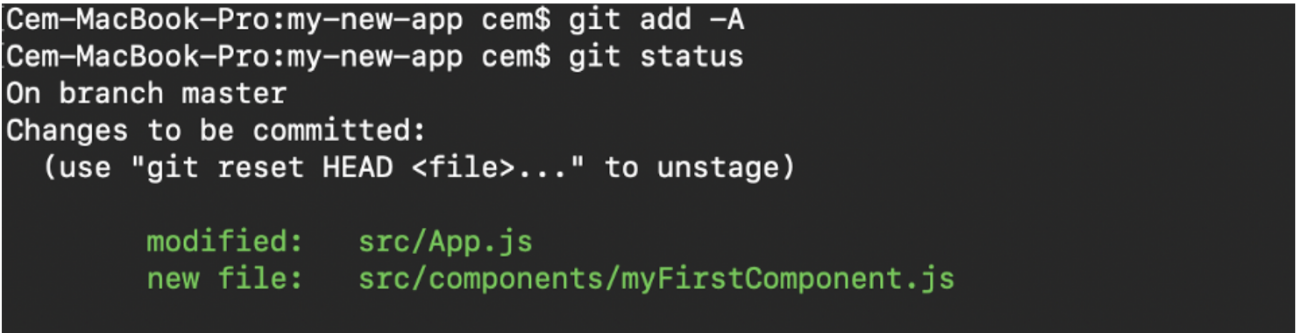 Cem-MacBook-Pro:my-new-app cem$ git add -A
Cem-MacBook-Pro:my-new-app cem$ git status
On branch master
Changes to be committed:
  (use "git reset HEAD <file>..." to unstage)

        modified:   src/App.js
        new file:   src/components/myFirstComponent.js